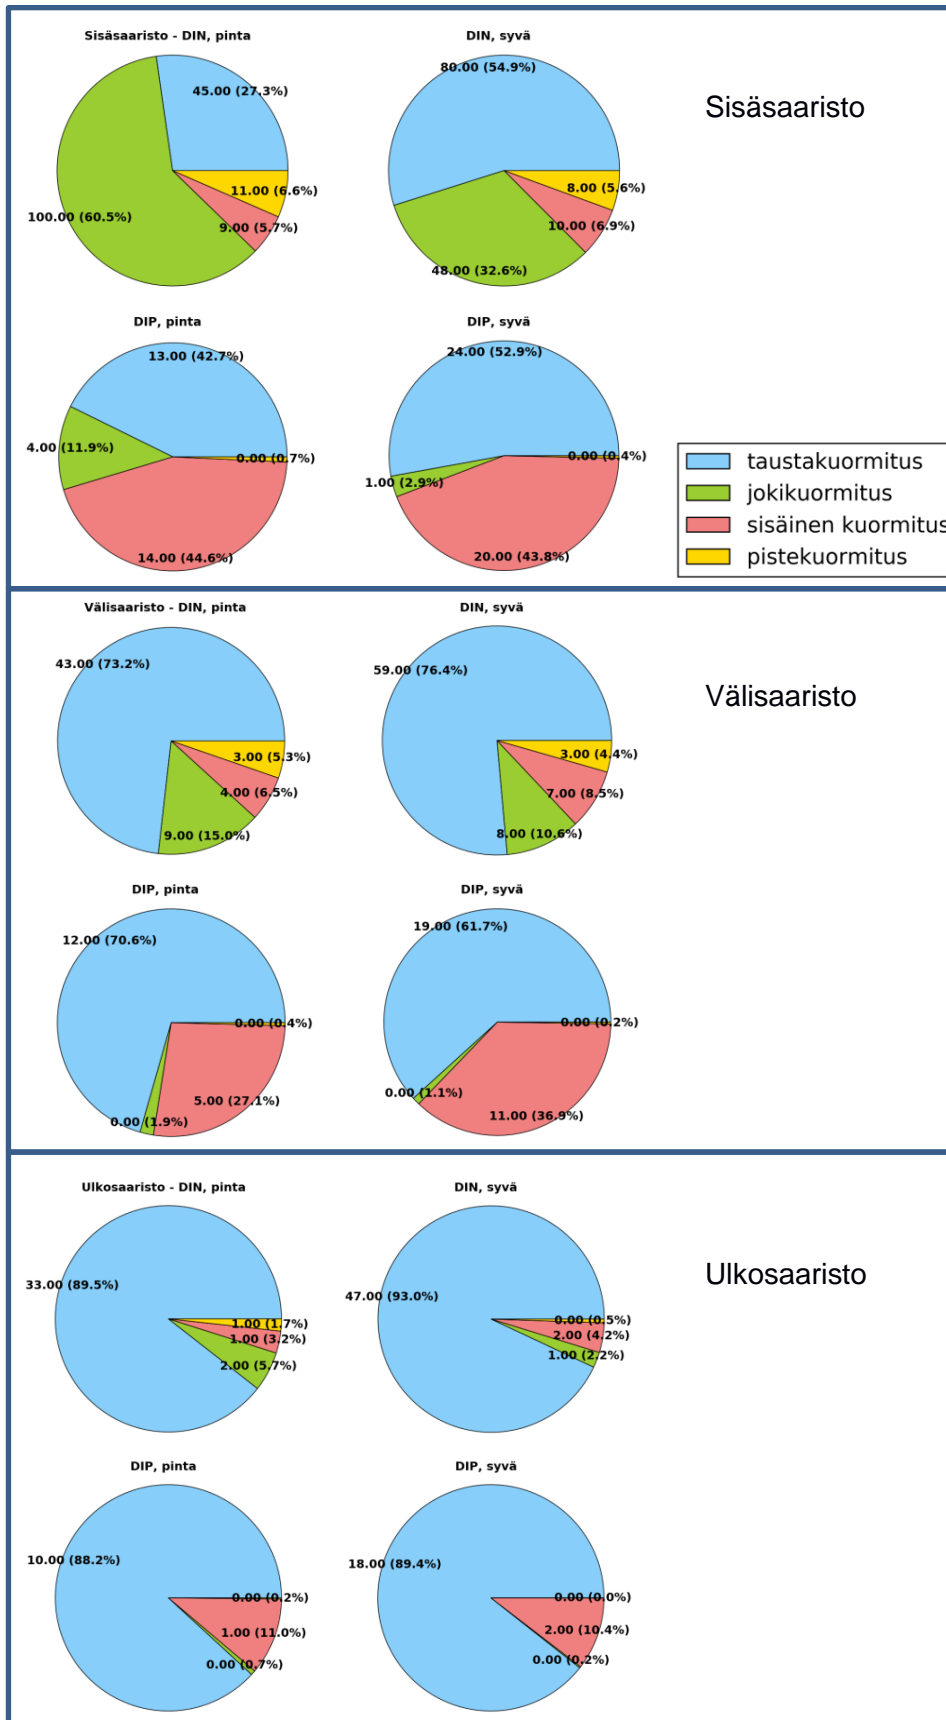 Sisäsaaristo - DIN, pinta
45.00 (27.3%)
11.00 (6.6%)
100.00 (60.5%)
9.00 (5.7%)
DIN, syvä
80.00 (54.9%)
8.00 (5.6%)
10.00 (6.9%)
48.00 (32.6%)
Sisäsaaristo
DIP, pinta
13.00 (42.7%)
4.00 (11.9%)
0.00 (0.7%)
14.00 (44.6%)
DIP, syvä
24.00 (52.9%)
0.00 (0.4%)
1.00 (2.9%)
20.00 (43.8%)
taustakuormitus
jokikuormitus
sisäinen kuormitus
pistekuormitus
Välisaaristo - DIN, pinta
43.00 (73.2%)
3.00 (5.3%)
4.00 (6.5%)
9.00 (15.0%)
DIN, syvä
59.00 (76.4%)
3.00 (4.4%)
7.00 (8.5%)
8.00 (10.6%)
Välisaaristo
DIP, pinta
12.00 (70.6%)
0.00 (0.4%)
5.00 (27.1%)
0.00 (1.9%)
DIP, syvä
19.00 (61.7%)
0.00 (0.2%)
0.00 (1.1%)
11.00 (36.9%)
Ulkosaaristo - DIN, pinta
33.00 (89.5%)
1.00 (1.7%)
1.00 (3.2%)
2.00 (5.7%)
DIN, syvä
47.00 (93.0%)
0.00 (0.5%)
2.00 (4.2%)
1.00 (2.2%)
Ulkosaaristo
DIP, pinta
10.00 (88.2%)
0.00 (0.2%)
1.00 (11.0%)
0.00 (0.7%)
DIP, syvä
18.00 (89.4%)
0.00 (0.0%)
2.00 (10.4%)
0.00 (0.2%)